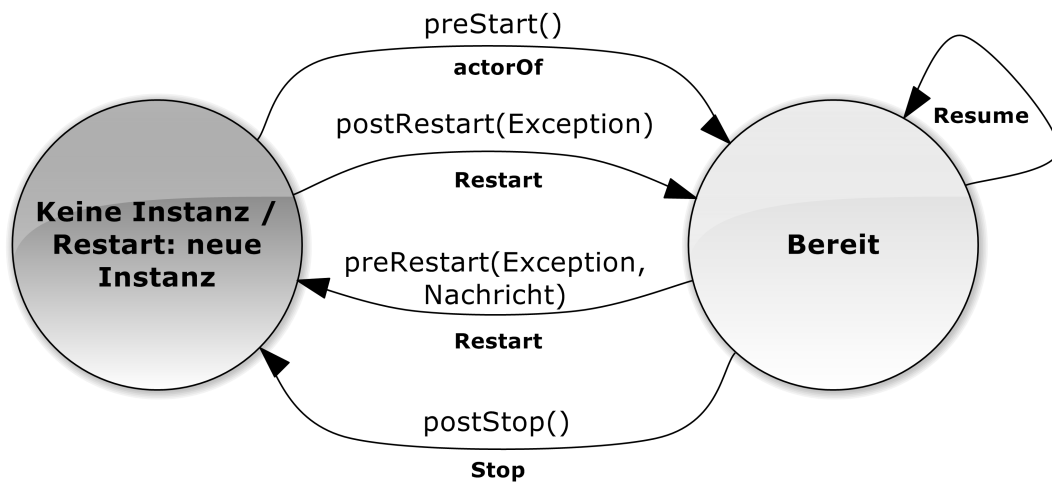 preStart()
actorOf
postRestart(Exception)
Restart
Resume
Keine Instanz /
Restart: neue
Instanz
Bereit
preRestart(Exception,
Nachricht)
Restart
postStop()
Stop